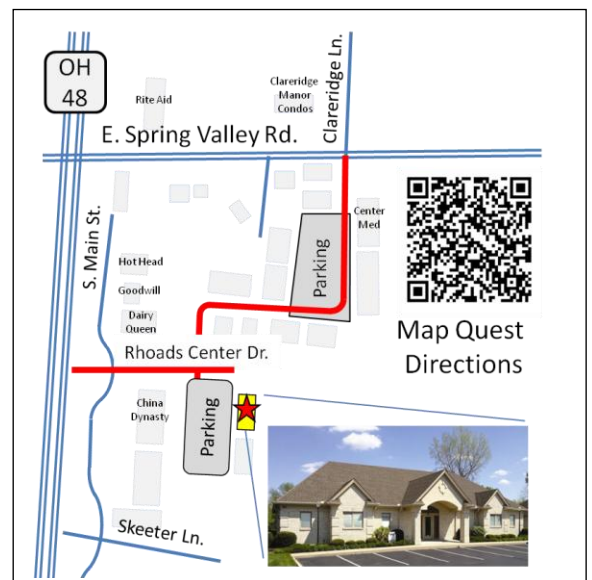 OH
48
Rite Aid
Clareridge
Manor
Condos
Clareridge Ln.
E. Spring Valley Rd.
S. Main St.
Center
Med
Parking
Hot Head
Goodwill
Dairy
Queen
Map Quest
Directions
Rhoads Center Dr.
China
Dynasty
Parking
Skeeter Ln.